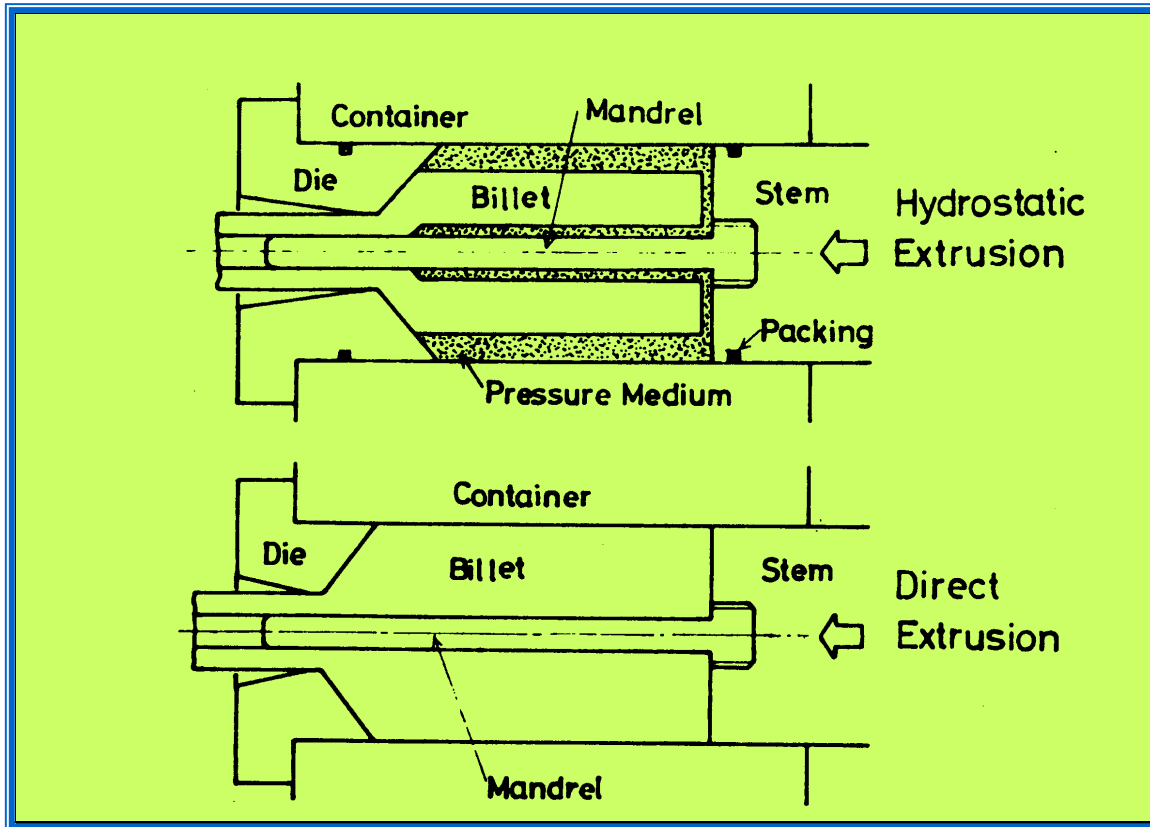 Container
Mandrel
Die
Billet
Stem
Hydrostatic
Extrusion
Packing
Pressure Medium
Container
Die
Billet
Stem
Direct
Extrusion
Mandrel